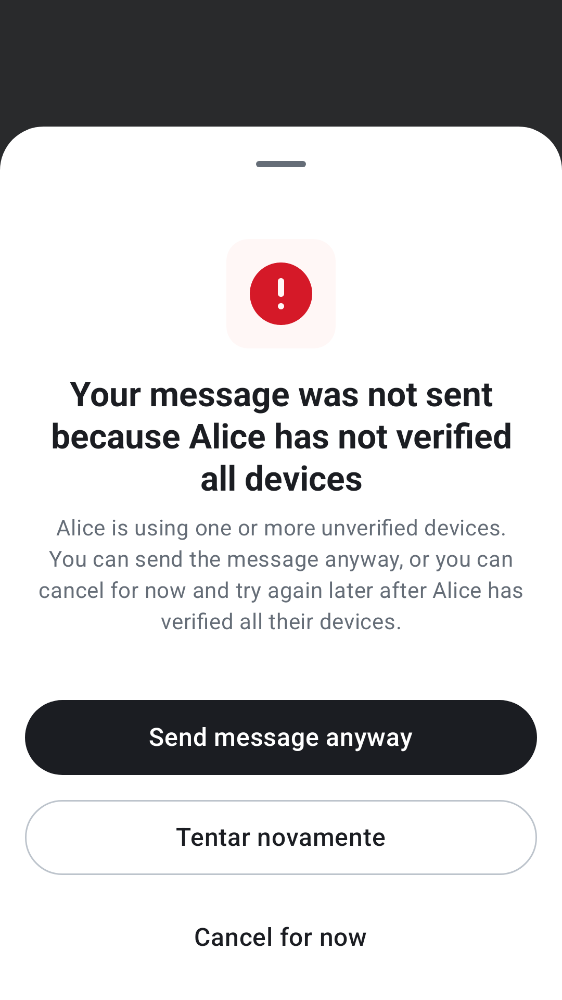 Your message was not sent
because Alice has not verified
all devices
Alice is using one or more unverified devices.
You can send the message anyway, or you can
cancel for now and try again later after Alice has
verified all their devices.
Send message anyway
Tentar novamente
Cancel for now